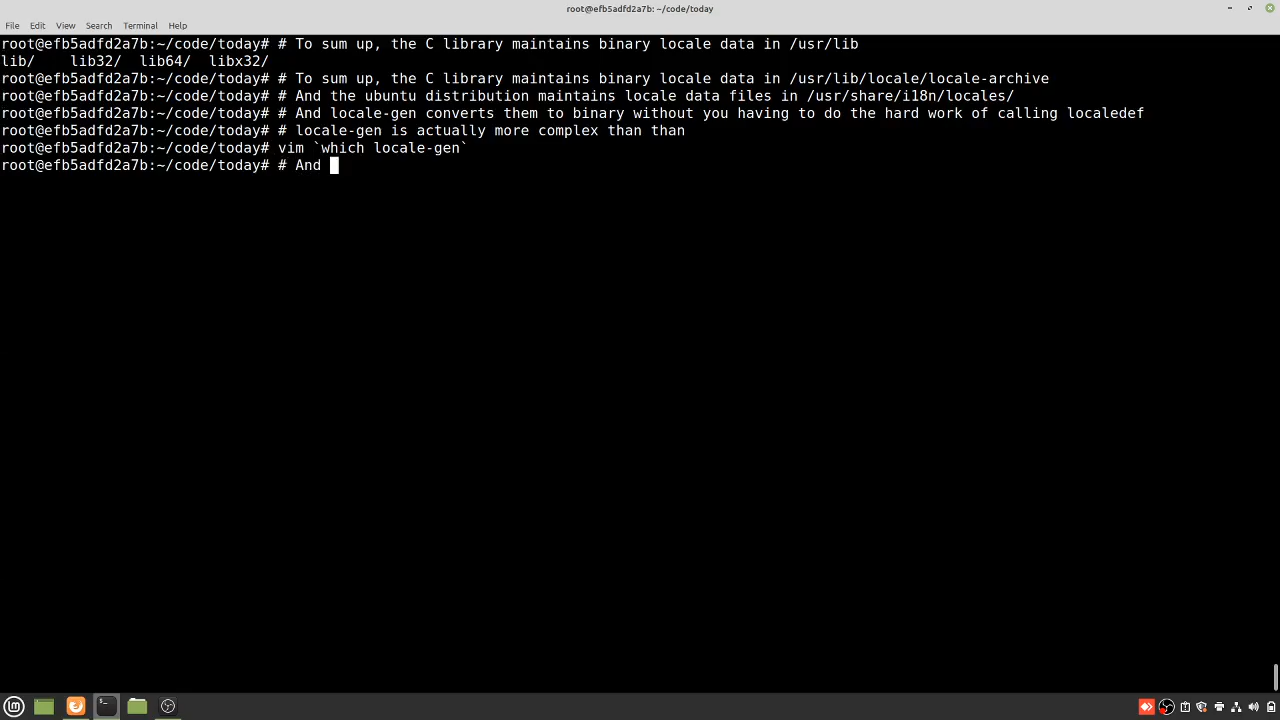 root@efb5adfd2a7b: ~/code/today
File Edit View Search Terminal Help
root@efb5adfd2a7b:~/code/today# # To sum up, the C library maintains binary locale data in /usr/lib
lib/ lib32/ lib64/ libx32/
root@efb5adfd2a7b:~/code/today# # To sum up, the C library maintains binary locale data in /usr/lib/locale/locale-archive
root@efb5adfd2a7b:~/code/today# # And the ubuntu distribution maintains locale data files in /usr/share/i18n/locales/
root@efb5adfd2a7b:~/code/today# # And locale-gen converts them to binary without you having to do the hard work of calling localedef
root@efb5adfd2a7b:~/code/today# # locale-gen is actually more complex than than
root@efb5adfd2a7b:~/code/today# vim `which locale-gen`
root@efb5adfd2a7b:~/code/today# # And